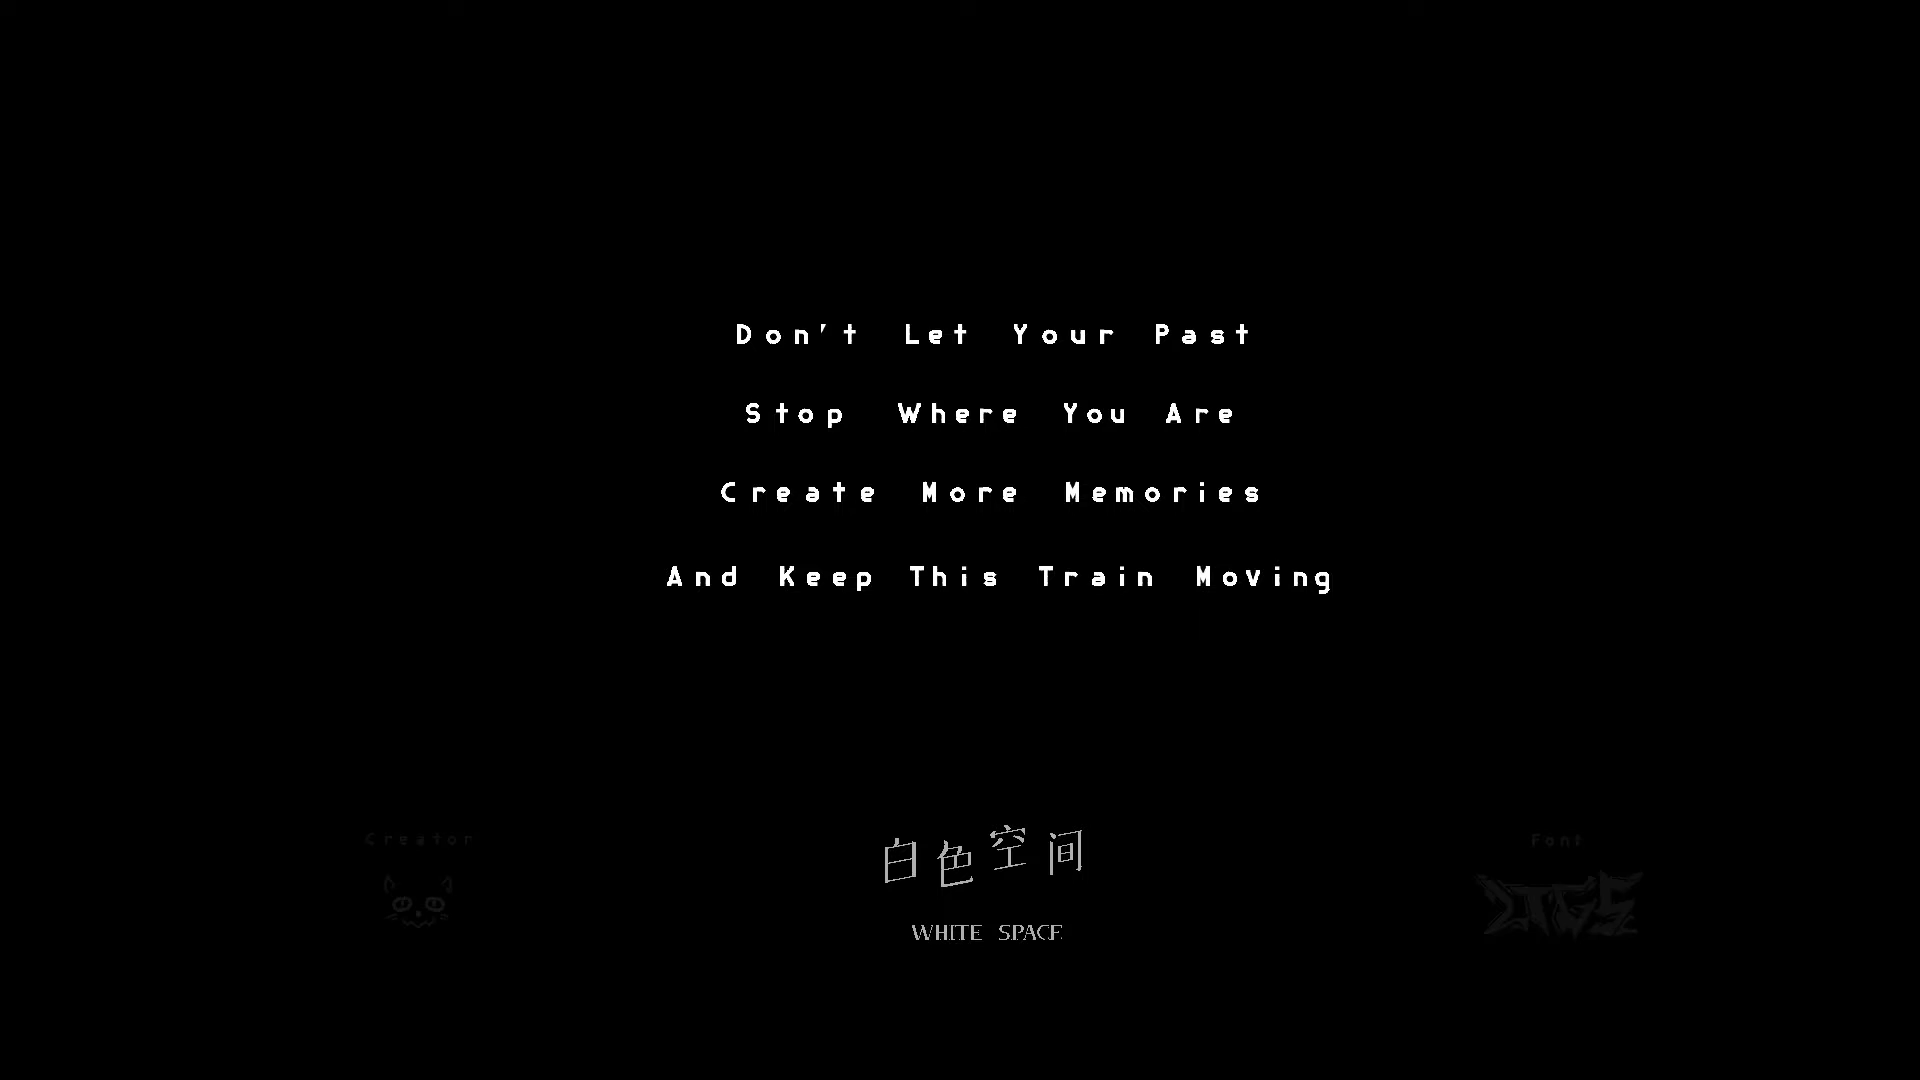 Don't Let Your Past
Stop Where You Are
Create More Memories
And Keep This Train Moving
Creator
Font
白色空间
WHITE SPACE